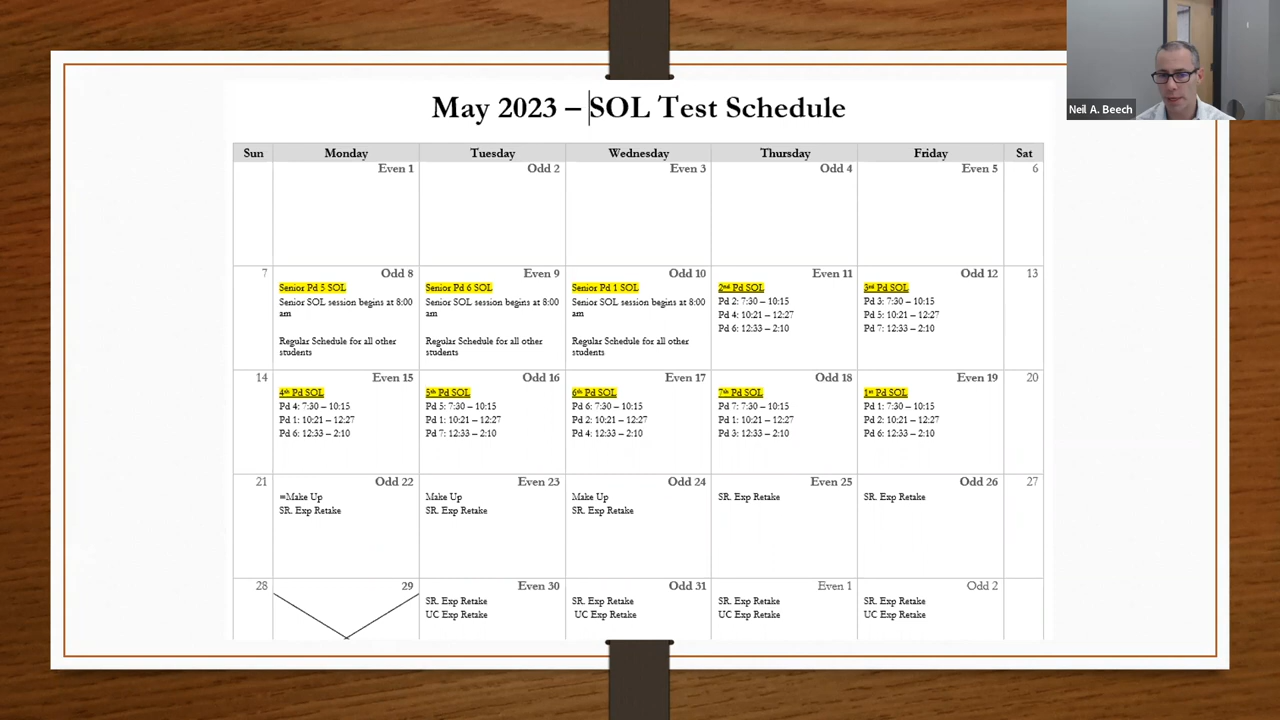 May 2023 – SOL Test Schedule
Neil A. Beech
Sun Monday Tuesday Wednesday Thursday Friday Sat
Even 1 Odd 2 Even 3 Odd 4 Even 5 6
7 Odd 8 Even 9 Odd 10 Even 11 Odd 12 13
Senior Pd 5 SOL
Senior SOL session begins at 8:00
am
Regular Schedule for all other
students
Senior Pd 6 SOL
Senior SOL session begins at 8:00
am
Regular Schedule for all other
students
Senior Pd 1 SOL
Senior SOL session begins at 8:00
am
Regular Schedule for all other
students
2nd Pd SOL
Pd 2: 7:30 – 10:15
Pd 4: 10:21 – 12:27
Pd 6: 12:33 – 2:10
3rd Pd SOL
Pd 3: 7:30 – 10:15
Pd 5: 10:21 – 12:27
Pd 7: 12:33 – 2:10
14 Even 15 Odd 16 Even 17 Odd 18 Even 19 20
4th Pd SOL
Pd 4: 7:30 – 10:15
Pd 1: 10:21 – 12:27
Pd 6: 12:33 – 2:10
5th Pd SOL
Pd 5: 7:30 – 10:15
Pd 1: 10:21 – 12:27
Pd 7: 12:33 – 2:10
6th Pd SOL
Pd 6: 7:30 – 10:15
Pd 2: 10:21 – 12:27
Pd 4: 12:33 – 2:10
7th Pd SOL
Pd 7: 7:30 – 10:15
Pd 1: 10:21 – 12:27
Pd 3: 12:33 – 2:10
1st Pd SOL
Pd 1: 7:30 – 10:15
Pd 2: 10:21 – 12:27
Pd 6: 12:33 – 2:10
21 Odd 22 Even 23 Odd 24 Even 25 Odd 26 27
=Make Up
SR. Exp Retake
Make Up
SR. Exp Retake
Make Up
SR. Exp Retake
SR. Exp Retake
SR. Exp Retake
28 29 Even 30 Odd 31 Even 1 Odd 2
SR. Exp Retake
UC Exp Retake
SR. Exp Retake
UC Exp Retake
SR. Exp Retake
UC Exp Retake
SR. Exp Retake
UC Exp Retake